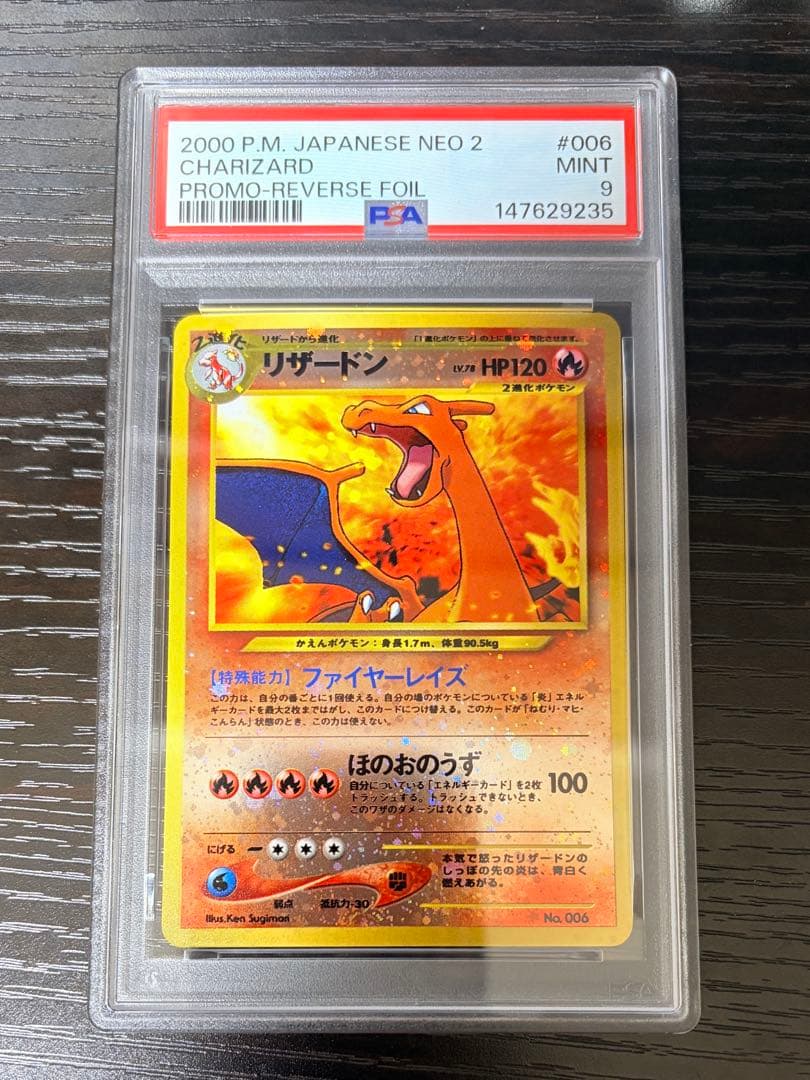 2000 P.M. JAPANESE NEO 2 #006
CHARIZARD MINT
PROMO-REVERSE FOIL 9
PSA 147629235
2進化
リザードから進化 「1進化ポケモン」の上に重ねて進化させます。
リザードン LV.78 HP120
2進化ポケモン
かえんポケモン：身長1.7m、体重90.5kg
【特殊能力】ファイヤーレイズ
この力は、自分の番ごとに1回使える。自分の場のポケモンについている「炎」エネル
ギーカードを最大2枚まではがし、このカードにつけ替える。このカードが「ねむり・マヒ・
こんらん」状態のとき、この力は使えない。
ほのおのうず 100
自分についている「エネルギーカード」を2枚
トラッシュする。トラッシュできないとき、
このワザのダメージはなくなる。
にげる
弱点 抵抗力-30
本気で怒ったリザードンの
しっぽの先の炎は、青白く
燃えあがる。
Illus.Ken Sugimori No.006
PSA